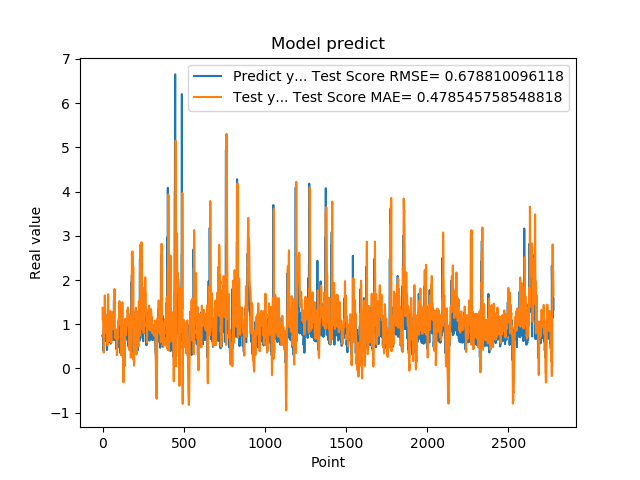 Model predict
Predict y... Test Score RMSE= 0.678810096118
Test y... Test Score MAE= 0.478545758548818
7
6
5
4
3
2
1
0
−1
Real value
0 500 1000 1500 2000 2500
Point